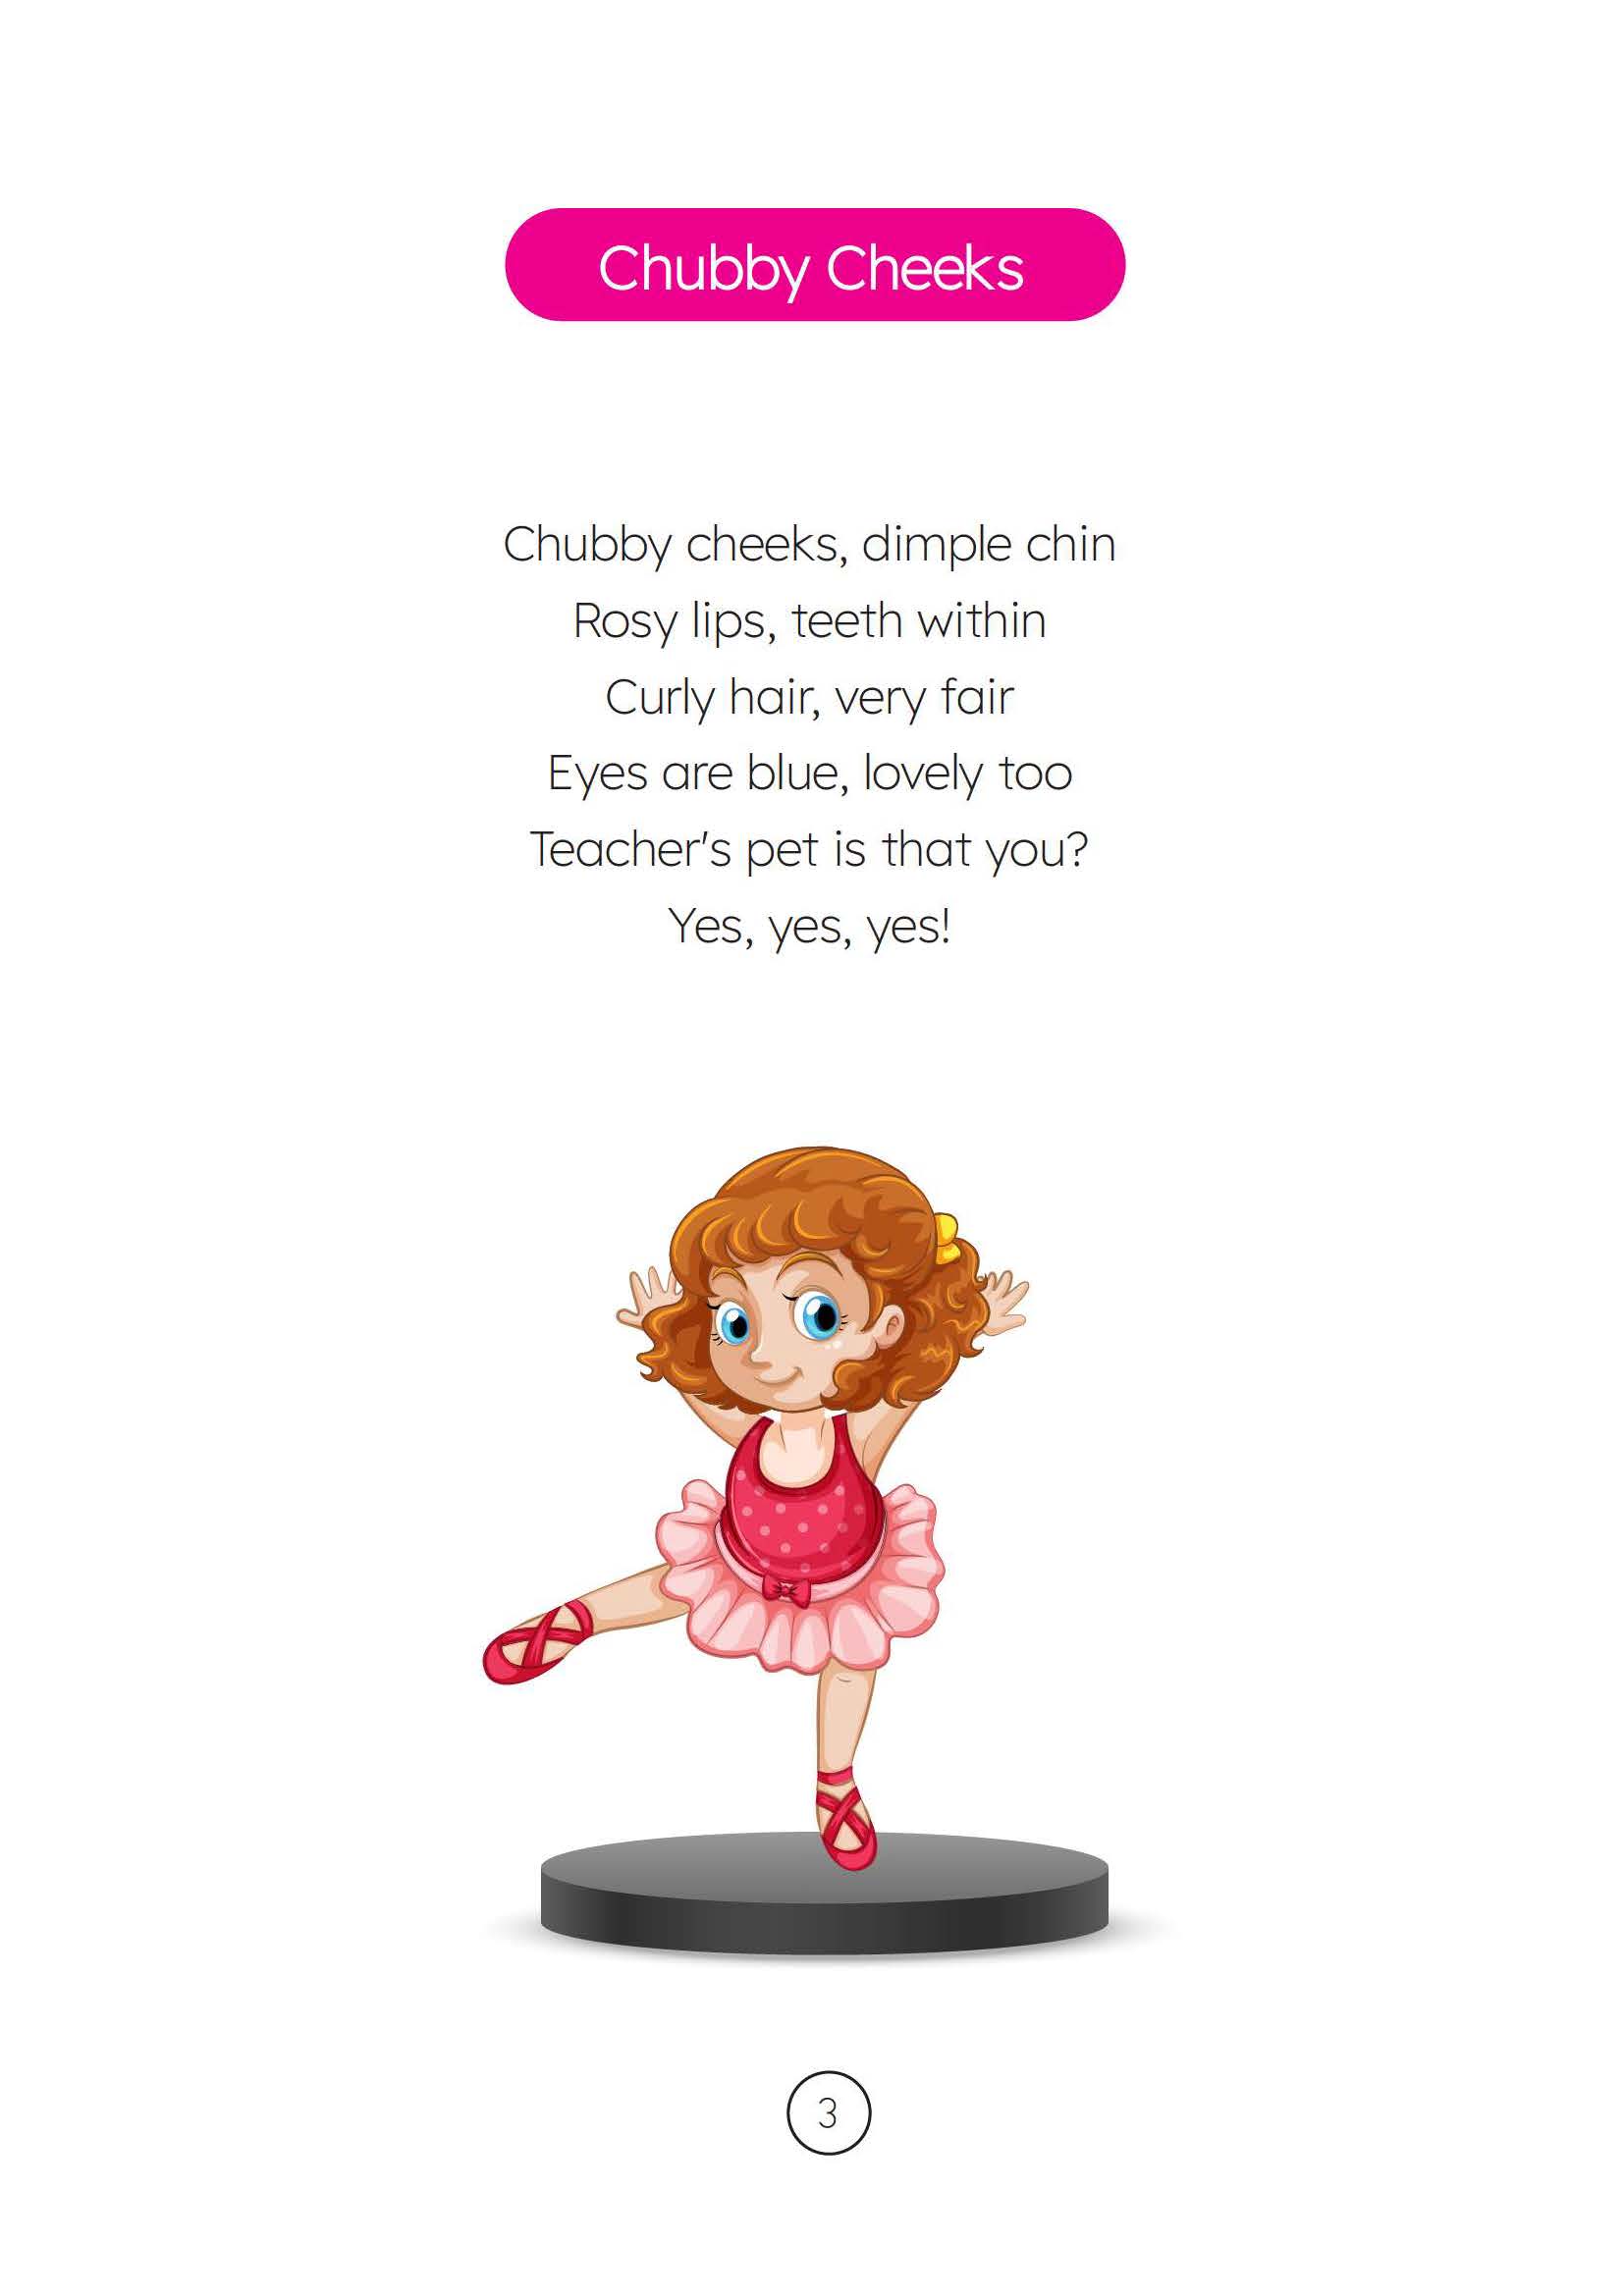 Chubby Cheeks
Chubby cheeks, dimple chin
Rosy lips, teeth within
Curly hair, very fair
Eyes are blue, lovely too
Teacher's pet is that you?
Yes, yes, yes!
3